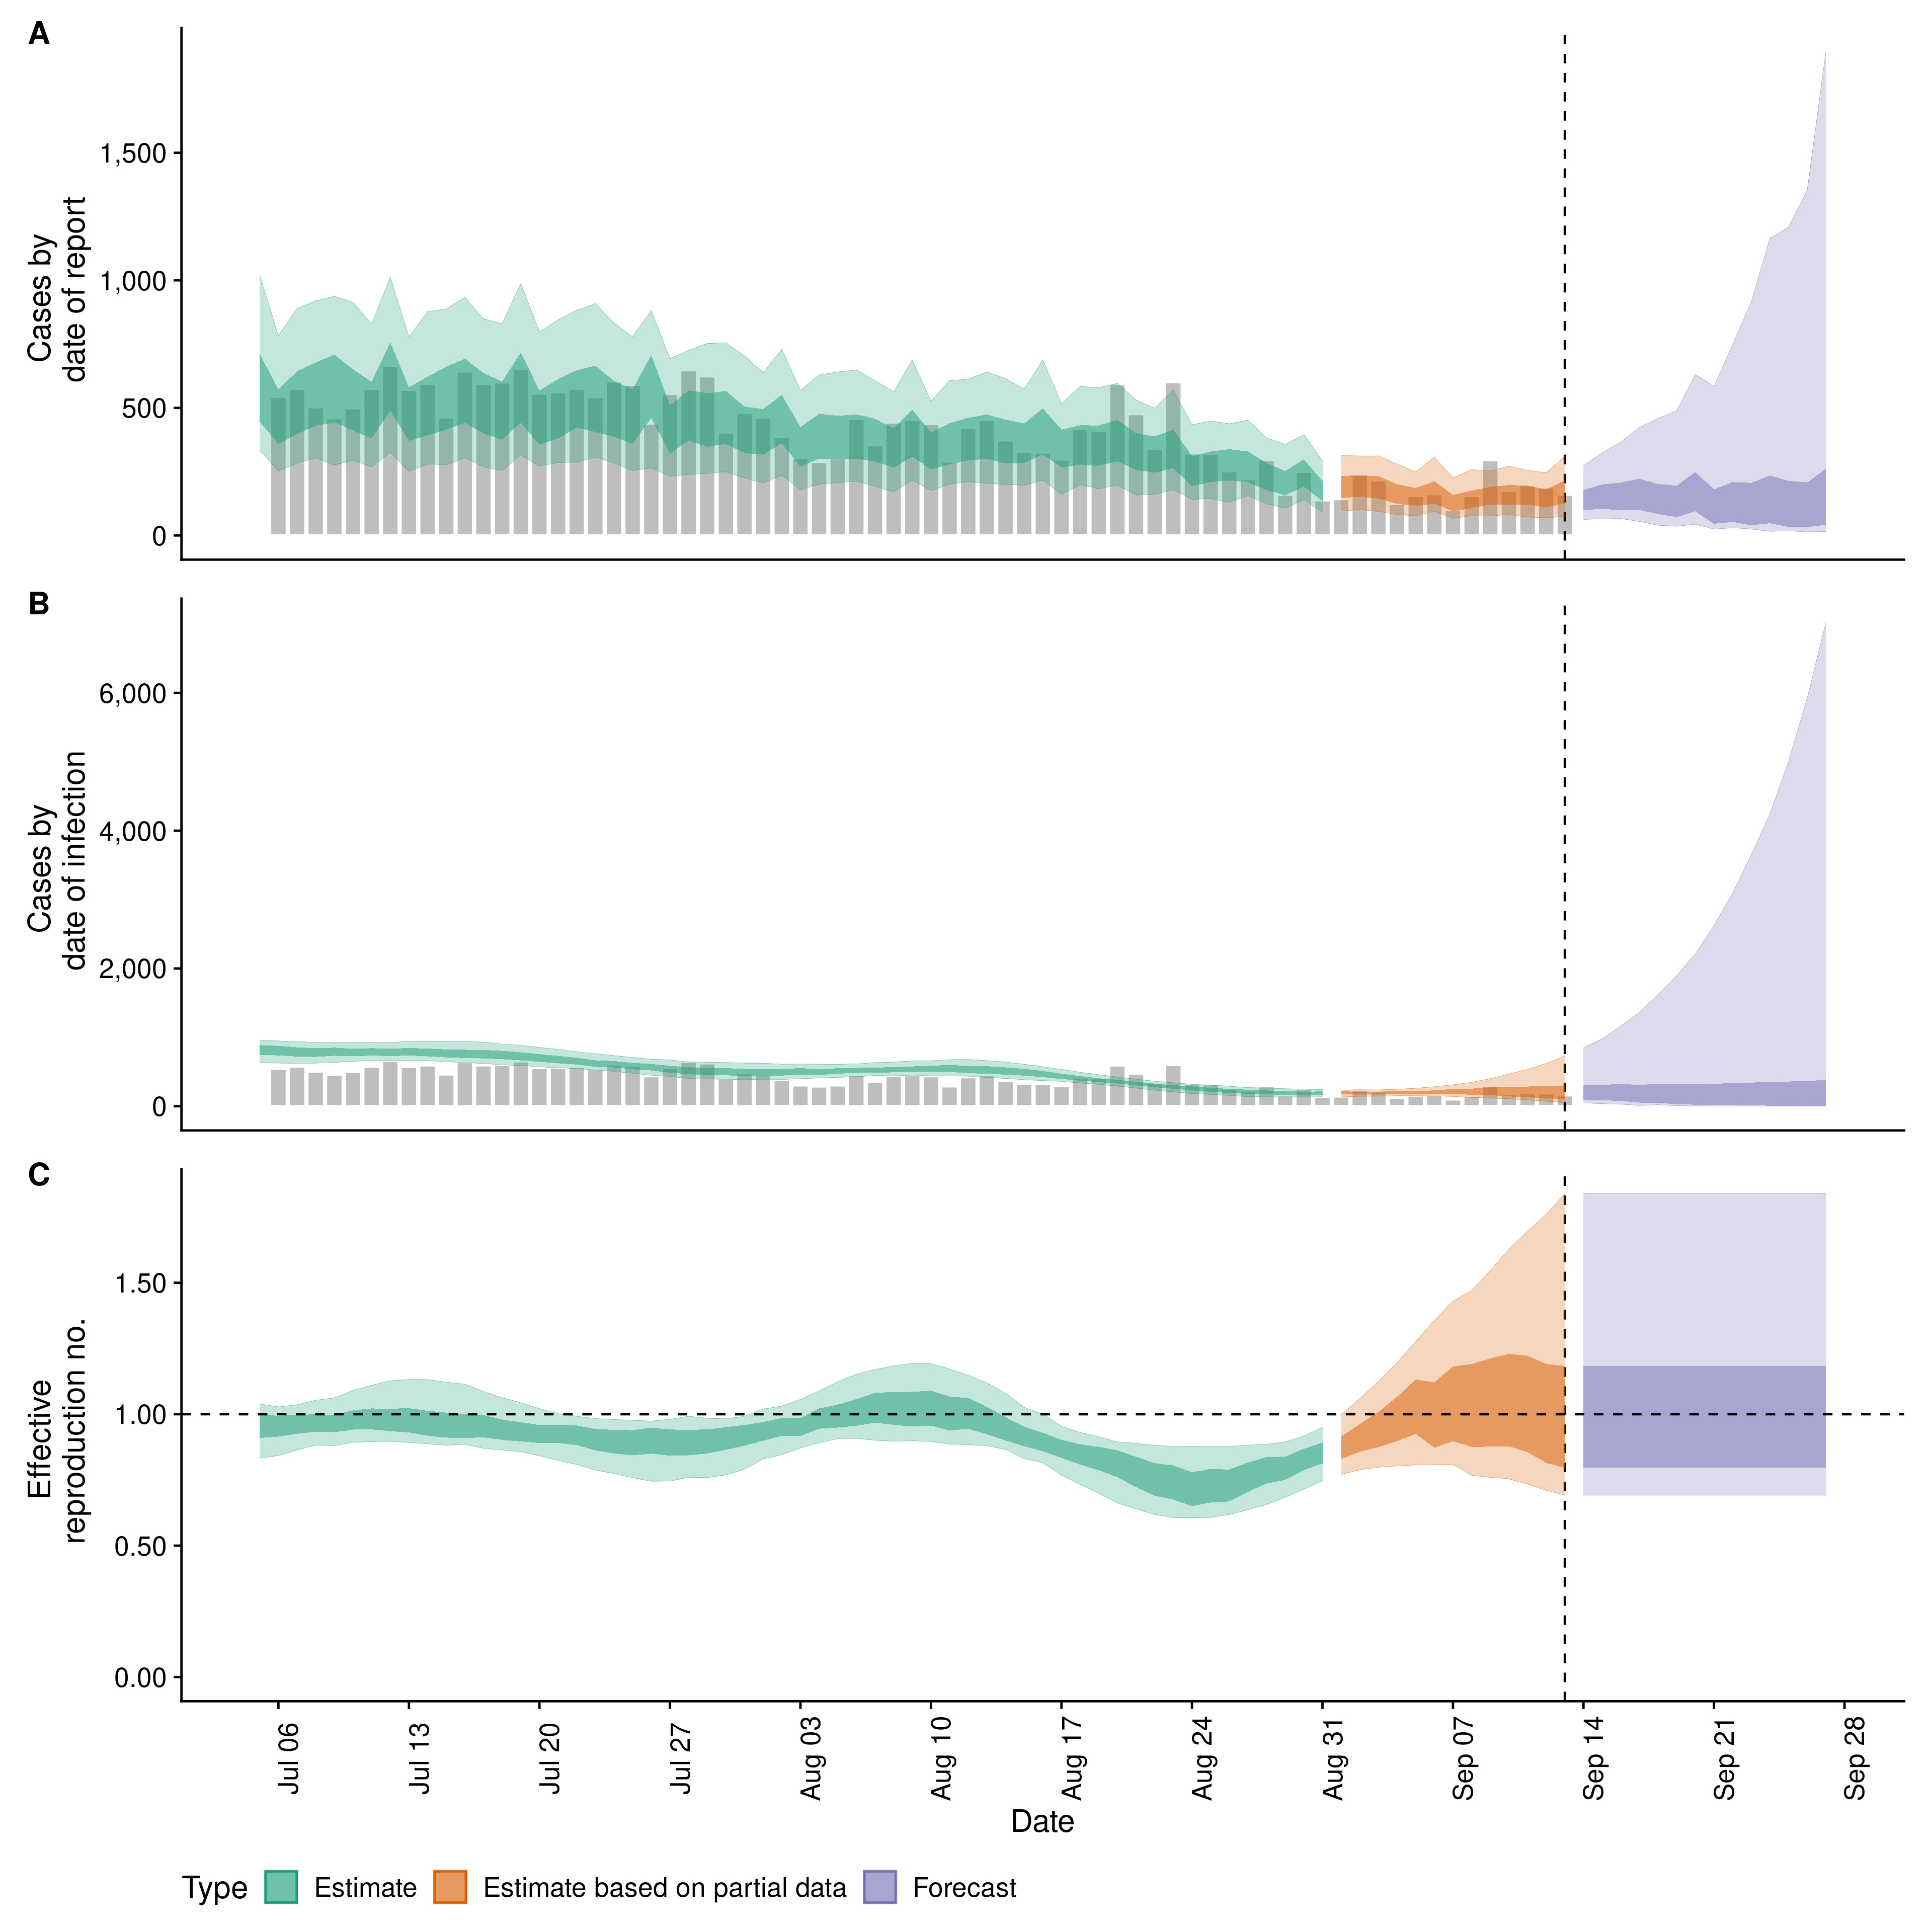 A
Cases by
date of report
1,500
1,000
500
0
B
Cases by
date of infection
6,000
4,000
2,000
0
C
Effective
reproduction no.
1.50
1.00
0.50
0.00
Jul 06
Jul 13
Jul 20
Jul 27
Aug 03
Aug 10
Aug 17
Aug 24
Aug 31
Sep 07
Sep 14
Sep 21
Sep 28
Date
Type Estimate Estimate based on partial data Forecast